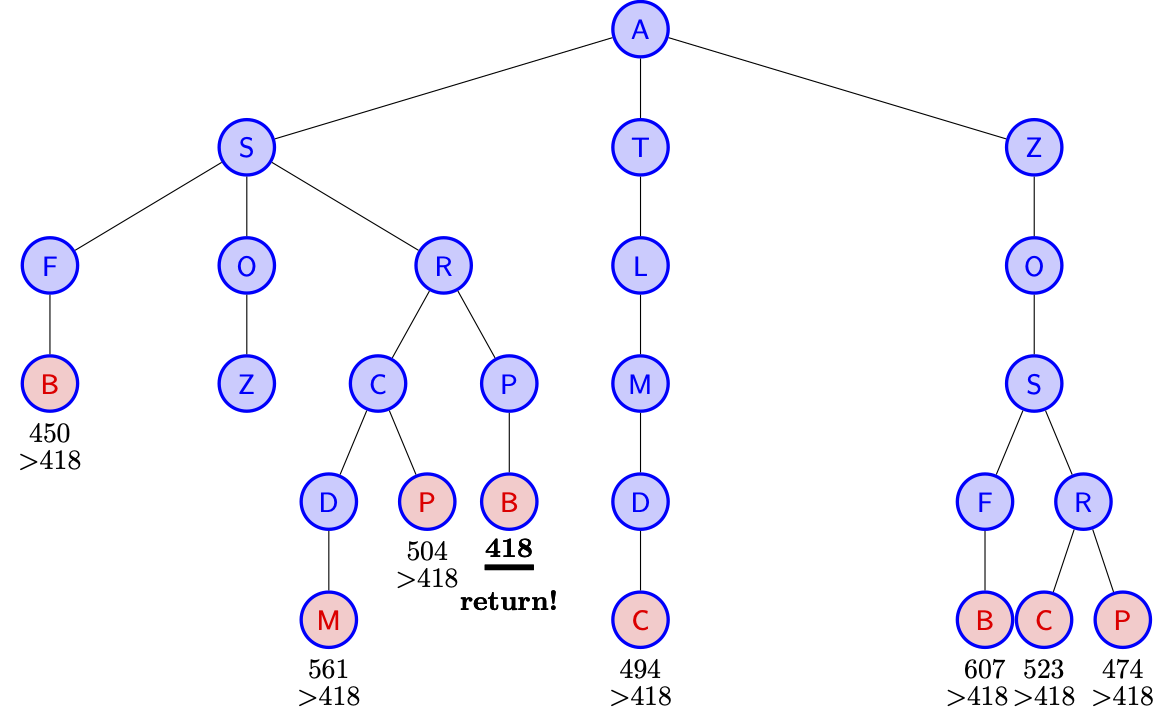 A
S T Z
F O R L O
B Z C P M S
450
>418
D P B D F R
504 418
>418
return!
M C B C P
561 494 607 523 474
>418 >418 >418 >418 >418